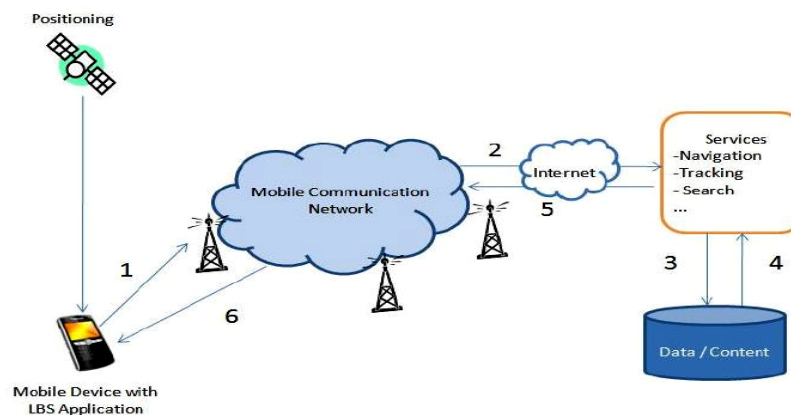 Positioning
2
Internet
5
Services
-Navigation
-Tracking
- Search
...
Mobile Communication
Network
1
6
3
4
Data / Content
Mobile Device with
LBS Application